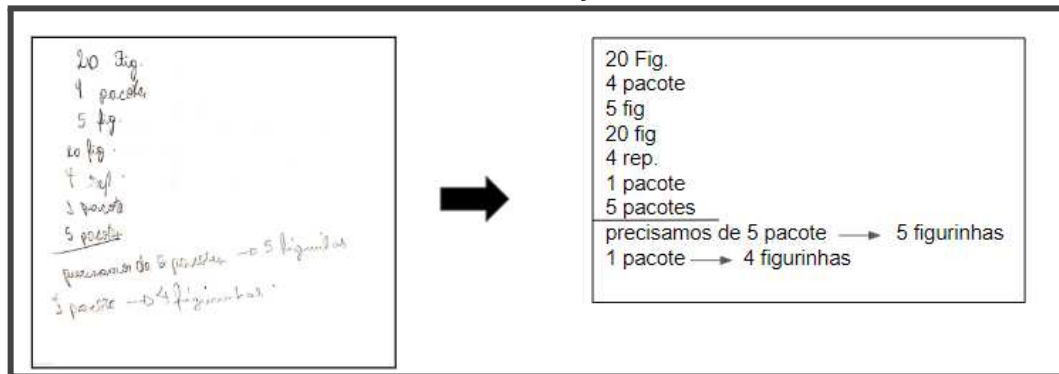 20 Fig.
4 pacotes
5 fig.
20 fig.
4 rep.
1 pacote
5 pacotes
precisamos de 5 pacotes → 5 figurinhas
1 pacote → 4 figurinhas.
20 Fig.
4 pacote
5 fig
20 fig
4 rep.
1 pacote
5 pacotes
precisamos de 5 pacote → 5 figurinhas
1 pacote → 4 figurinhas